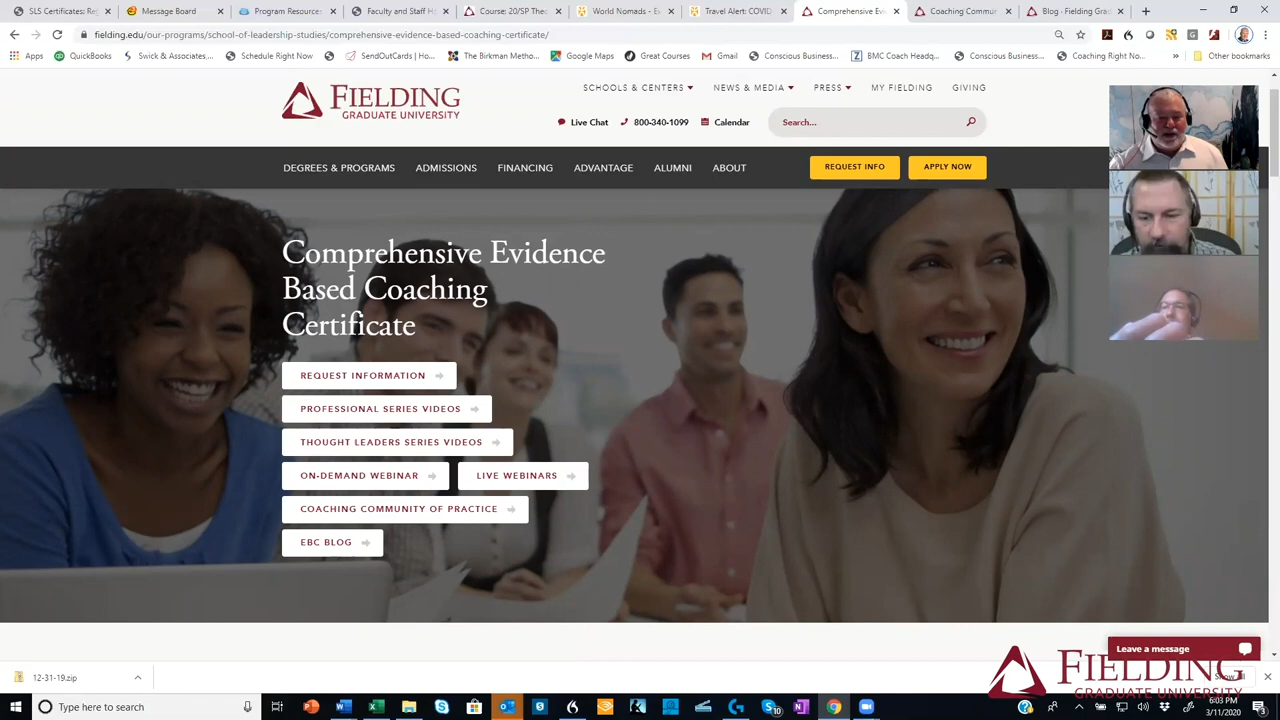 SLS Certificates: Re
Message Board
Faculty and Staff Ho
Course: 20/SP Theo
World Nomads - Ev
Travel Alert: COVID
Comprehensive Evi
Coaching Commun
Blog - Fielding Grad
fielding.edu/our-programs/school-of-leadership-studies/comprehensive-evidence-based-coaching-certificate/
Apps
QuickBooks
Swick & Associates,...
Schedule Right Now
SendOutCards | Ho...
The Birkman Metho...
Google Maps
Great Courses
Gmail
Conscious Business...
BMC Coach Headq...
Conscious Business...
Coaching Right No...
»
Other bookmarks
FIELDING
GRADUATE UNIVERSITY
SCHOOLS & CENTERS
NEWS & MEDIA
PRESS
MY FIELDING
GIVING
Live Chat
800-340-1099
Calendar
Search...
DEGREES & PROGRAMS
ADMISSIONS
FINANCING
ADVANTAGE
ALUMNI
ABOUT
REQUEST INFO
APPLY NOW
Comprehensive Evidence
Based Coaching
Certificate
REQUEST INFORMATION
PROFESSIONAL SERIES VIDEOS
THOUGHT LEADERS SERIES VIDEOS
ON-DEMAND WEBINAR
LIVE WEBINARS
COACHING COMMUNITY OF PRACTICE
EBC BLOG
Leave a message
12-31-19.zip
Show all
FIELDING
GRADUATE UNIVERSITY
Type here to search
6:03 PM
3/11/2020